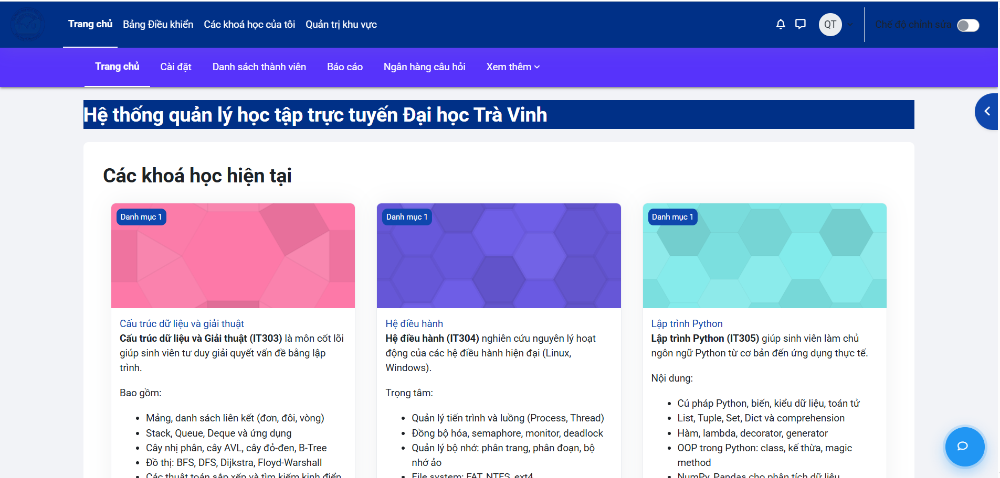 Trang chủ Bảng Điều khiển Các khoá học của tôi Quản trị khu vực QT Chế độ chỉnh sửa
Trang chủ Cài đặt Danh sách thành viên Báo cáo Ngân hàng câu hỏi Xem thêm
Hệ thống quản lý học tập trực tuyến Đại học Trà Vinh
Các khoá học hiện tại
Danh mục 1
Cấu trúc dữ liệu và giải thuật
Cấu trúc dữ liệu và Giải thuật (IT303) là môn cốt lõi
giúp sinh viên tư duy giải quyết vấn đề bằng lập
trình.
Bao gồm:
• Mảng, danh sách liên kết (đơn, đôi, vòng)
• Stack, Queue, Deque và ứng dụng
• Cây nhị phân, cây AVL, cây đỏ-đen, B-Tree
• Đồ thị: BFS, DFS, Dijkstra, Floyd-Warshall
• Các thuật toán sắp xếp và tìm kiếm kinh điển
Danh mục 1
Hệ điều hành
Hệ điều hành (IT304) nghiên cứu nguyên lý hoạt
động của các hệ điều hành hiện đại (Linux,
Windows).
Trọng tâm:
• Quản lý tiến trình và luồng (Process, Thread)
• Đồng bộ hóa, semaphore, monitor, deadlock
• Quản lý bộ nhớ: phân trang, phân đoạn, bộ
nhớ ảo
• File system: FAT, NTFS, ext4
Danh mục 1
Lập trình Python
Lập trình Python (IT305) giúp sinh viên làm chủ
ngôn ngữ Python từ cơ bản đến ứng dụng thực tế.
Nội dung:
• Cú pháp Python, biến, kiểu dữ liệu, toán tử
• List, Tuple, Set, Dict và comprehension
• Hàm, lambda, decorator, generator
• OOP trong Python: class, kế thừa, magic
method
• NumPy, Pandas cho phân tích dữ liệu